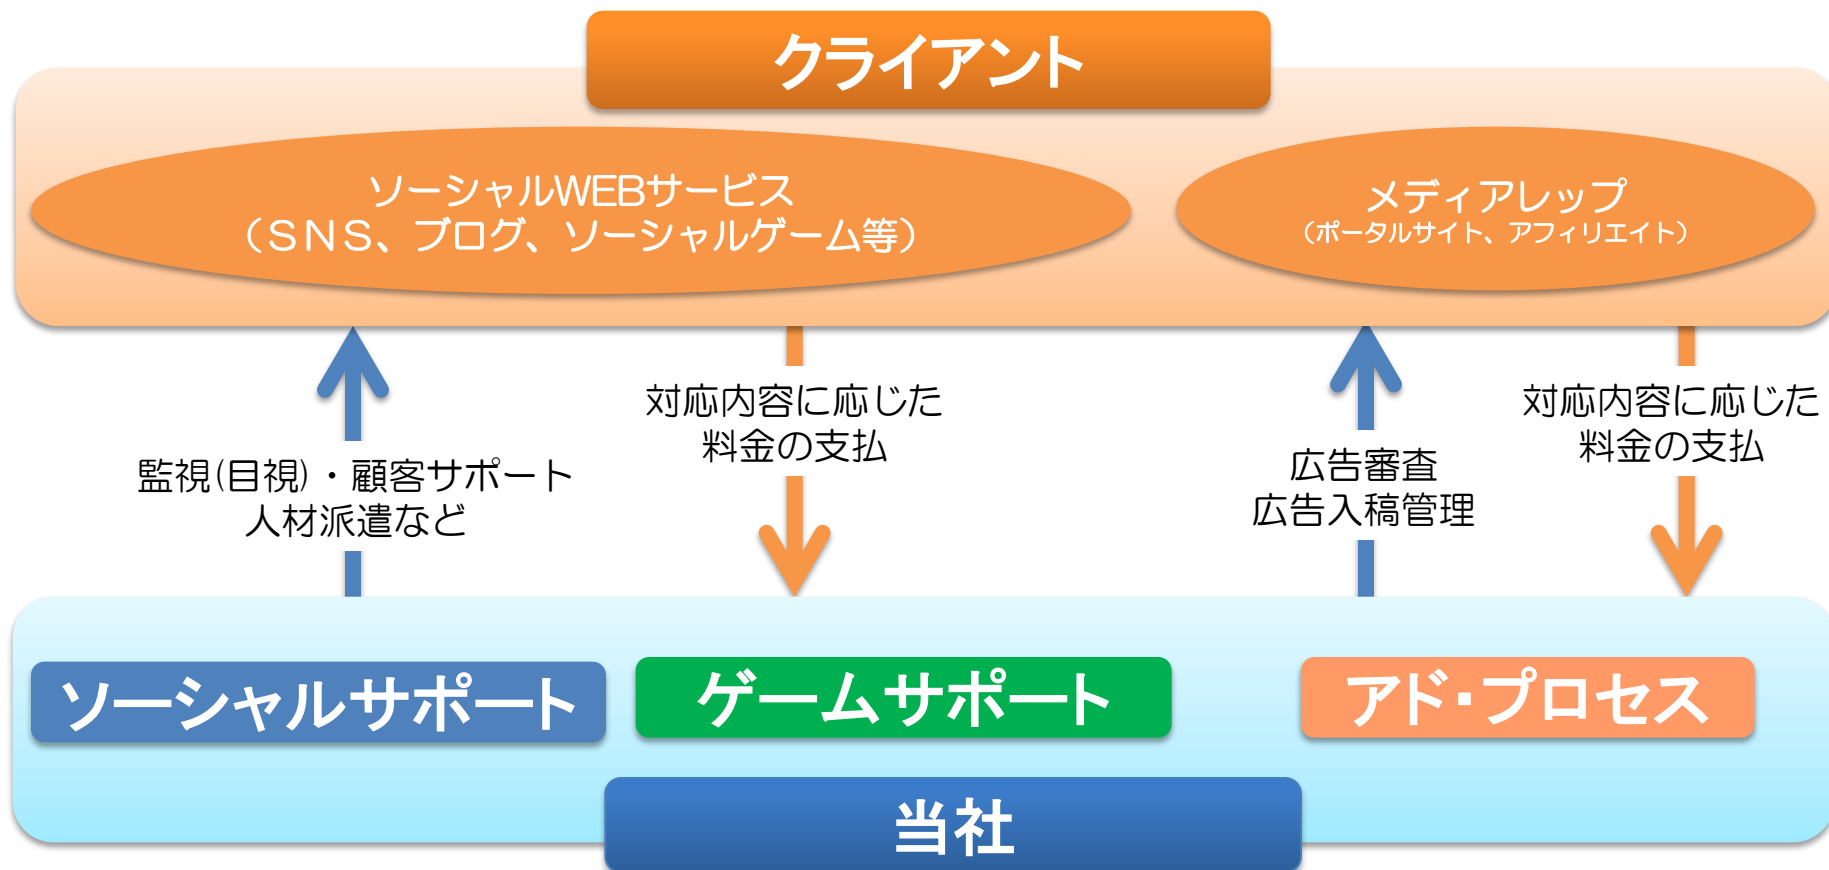 クライアント
ソーシャルWEBサービス
（ＳＮＳ、ブログ、ソーシャルゲーム等）
メディアレップ
（ポータルサイト、アフィリエイト）
監視(目視)・顧客サポート
人材派遣など
対応内容に応じた
料金の支払
広告審査
広告入稿管理
対応内容に応じた
料金の支払
ソーシャルサポート
ゲームサポート
アド・プロセス
当社